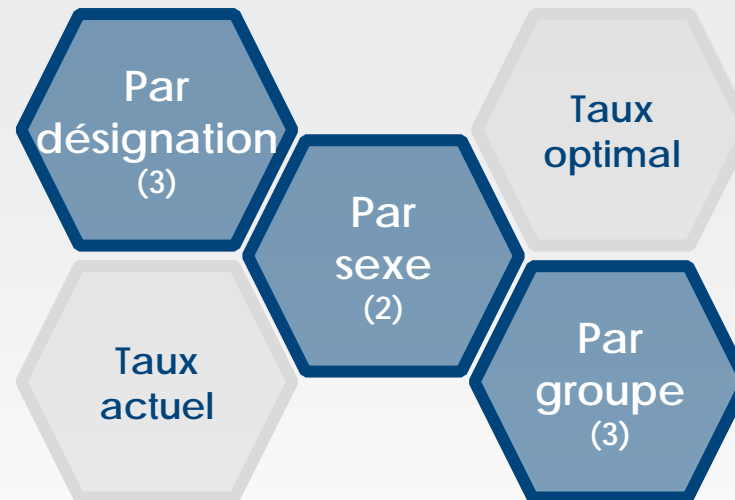 Par
désignation
(3)
Taux
optimal
Par
sexe
(2)
Taux
actuel
Par
groupe
(3)